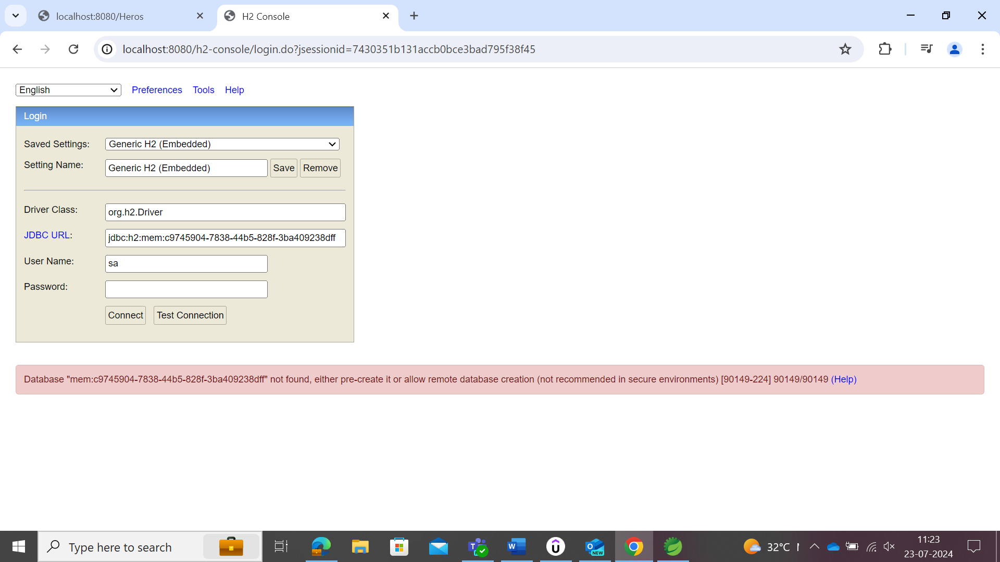 localhost:8080/Heros
H2 Console
localhost:8080/h2-console/login.do?jsessionid=7430351b131accb0bce3bad795f38f45
English Preferences Tools Help
Login
Saved Settings: Generic H2 (Embedded)
Setting Name: Generic H2 (Embedded) Save Remove
Driver Class: org.h2.Driver
JDBC URL: jdbc:h2:mem:c9745904-7838-44b5-828f-3ba409238dff
User Name: sa
Password:
Connect Test Connection
Database "mem:c9745904-7838-44b5-828f-3ba409238dff" not found, either pre-create it or allow remote database creation (not recommended in secure environments) [90149-224] 90149/90149 (Help)
Type here to search
NEW
32°C
11:23
23-07-2024